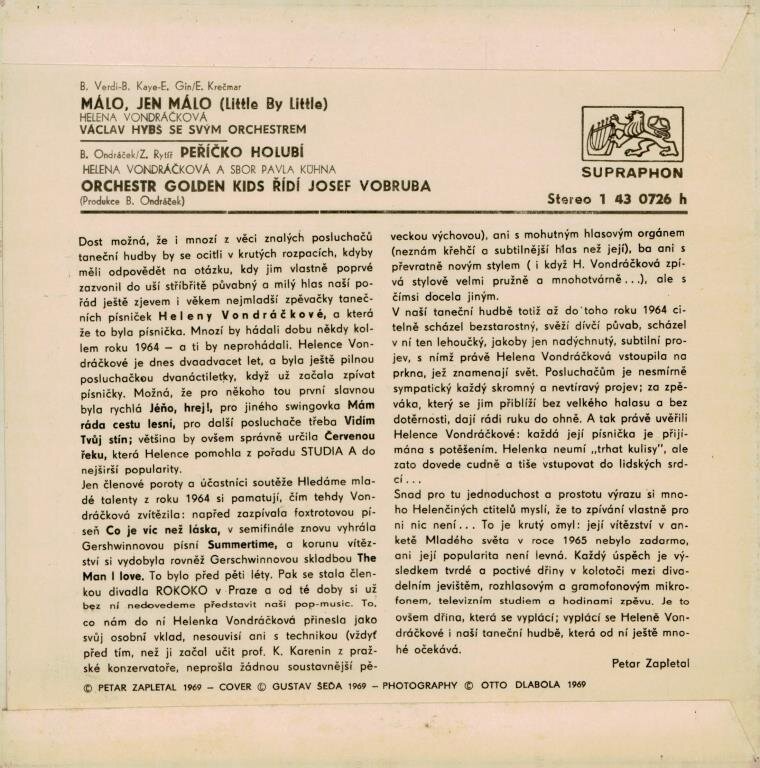 B. Verdi-B. Kaye-E. Gin/E. Krečmar
MÁLO, JEN MÁLO (Little By Little)
HELENA VONDRÁČKOVÁ
VÁCLAV HYBŠ SE SVÝM ORCHESTREM
B. Ondráček/Z. Rytíř PEŘÍČKO HOLUBÍ
HELENA VONDRÁČKOVÁ A SBOR PAVLA KÜHNA
ORCHESTR GOLDEN KIDS ŘÍDÍ JOSEF VOBRUBA
(Produkce B. Ondráček)
SUPRAPHON
Stereo 1 43 0726 h
Dost možná, že i mnozí z věci znalých posluchačů
taneční hudby by se ocitli v krutých rozpacích, kdyby
měli odpovědět na otázku, kdy jim vlastně poprvé
zazvonil do uší stříbřitě půvabný a milý hlas naší po-
řád ještě zjevem i věkem nejmladší zpěvačky taneč-
ních písniček Heleny Vondráčkové, a která
že to byla písnička. Mnozí by hádali dobu někdy kol-
lem roku 1964 – a ti by neprohádali. Helence Von-
dráčkové je dnes dvaadvacet let, a byla ještě pilnou
posluchačkou dvanáctiletky, když už začala zpívat
písničky. Možná, že pro někoho tou první slavnou
byla rychlá Jéňo, hrej!, pro jiného swingovka Mám
ráda cestu lesní, pro další posluchače třeba Vidím
Tvůj stín; většina by ovšem správně určila Červenou
řeku, která Helence pomohla z pořadu STUDIA A do
nejširší popularity.
Jen členové poroty a účastníci soutěže Hledáme mla-
dé talenty z roku 1964 si pamatují, čím tehdy Von-
dráčková zvítězila: napřed zazpívala foxtrotovou pí-
seň Co je víc než láska, v semifinále znovu vyhrála
Gershwinnovou písní Summertime, a korunu vítěz-
ství si vydobyla rovněž Gerschwinnovou skladbou The
Man I love. To bylo před pěti léty. Pak se stala člen-
kou divadla ROKOKO v Praze a od té doby si už
bez ní nedovedeme představit naši pop-music. To,
co nám do ní Helenka Vondráčková přinesla jako
svůj osobní vklad, nesouvisí ani s technikou (vždyť
před tím, než ji začal učit prof. K. Karenin z praž-
ské konzervatoře, neprošla žádnou soustavnější pě-
veckou výchovou), ani s mohutným hlasovým orgánem
(neznám křehčí a subtilnější hlas než její), ba ani s
převratně novým stylem ( i když H. Vondráčková zpí-
vá stylově velmi pružně a mnohotvárně...), ale s
čímsi docela jiným.
V naší taneční hudbě totiž až do toho roku 1964 ci-
telně scházel bezstarostný, svěží dívčí půvab, scházel
v ní ten lehoučký, jakoby jen nadýchnutý, subtilní pro-
jev, s nímž právě Helena Vondráčková vstoupila na
prkna, jež znamenají svět. Posluchačům je nesmírně
sympatický každý skromný a nevtíravý projev; za zpě-
váka, který se jim přiblíží bez velkého halasu a bez
dotěrnosti, dají rádi ruku do ohně. A tak právě uvěřili
Helence Vondráčkové: každá její písnička je přijí-
mána s potěšením. Helenka neumí „trhat kulisy", ale
zato dovede cudně a tiše vstupovat do lidských srd-
cí...
Snad pro tu jednoduchost a prostotu výrazu si mno-
ho Helenčiných ctitelů myslí, že to zpívání vlastně pro
ni nic není... To je krutý omyl: její vítězství v an-
ketě Mladého světa v roce 1965 nebylo zadarmo,
ani její popularita není levná. Každý úspěch je vý-
sledkem tvrdé a poctivé dřiny v kolotoči mezi diva-
delním jevištěm, rozhlasovým a gramofonovým mikro-
fonem, televizním studiem a hodinami zpěvu. Je to
ovšem dřina, která se vyplácí; vyplácí se Heleně Von-
dráčkové i naší taneční hudbě, která od ní ještě mno-
hé očekává.
Petar Zapletal
© PETAR ZAPLETAL 1969 – COVER © GUSTAV ŠEĎA 1969 – PHOTOGRAPHY © OTTO DLABOLA 1969